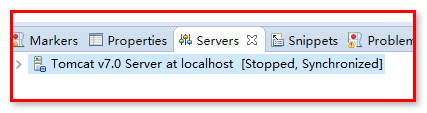 Markers Properties Servers Snippets Problem
Tomcat v7.0 Server at localhost [Stopped, Synchronized]